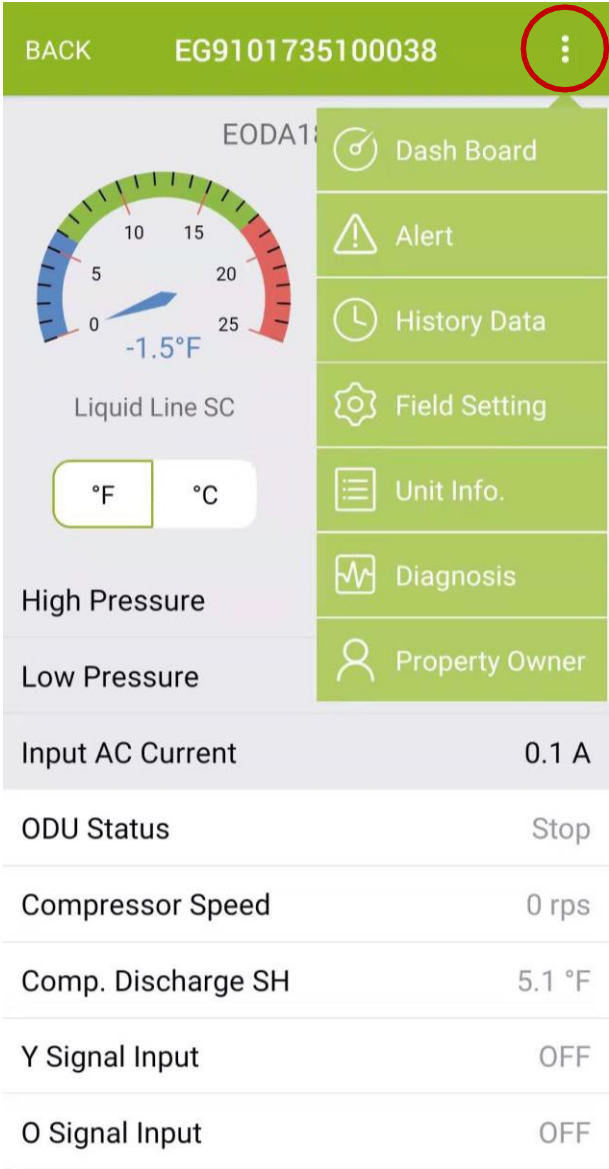 BACK EG9101735100038
EODA18
Dash Board
Alert
History Data
Field Setting
Unit Info.
Diagnosis
Property Owner
10 15
5 20
0 25
-1.5°F
Liquid Line SC
°F °C
High Pressure
Low Pressure
Input AC Current 0.1 A
ODU Status Stop
Compressor Speed 0 rps
Comp. Discharge SH 5.1 °F
Y Signal Input OFF
O Signal Input OFF